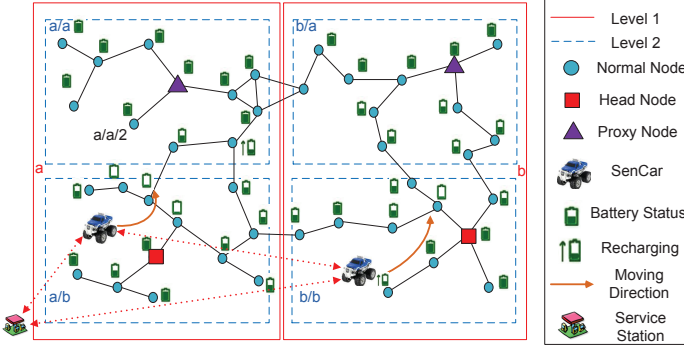 a/a
b/a
a/a/2
a
b
a/b
b/b
Level 1
Level 2
Normal Node
Head Node
Proxy Node
SenCar
Battery Status
Recharging
Moving
Direction
Service
Station